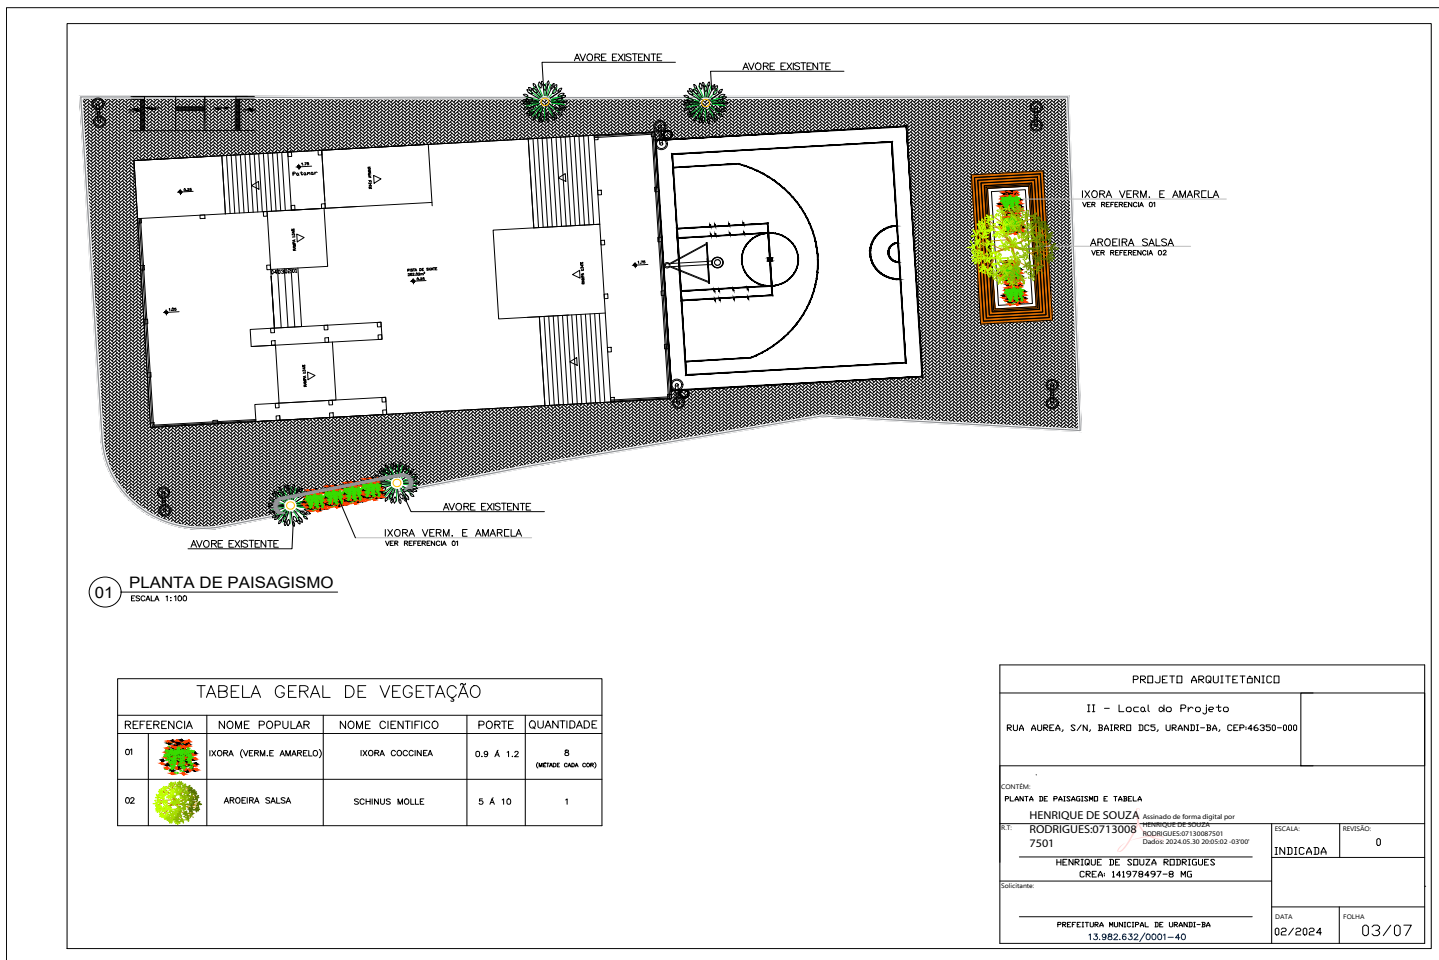 AVORE EXISTENTE
AVORE EXISTENTE
1.75
Patamar
IXORA VERM. E AMARELA
VER REFERENCIA 01
AROEIRA SALSA
VER REFERENCIA 02
PISTA DE SKATE
AVORE EXISTENTE
IXORA VERM. E AMARELA
VER REFERENCIA 01
AVORE EXISTENTE
01 PLANTA DE PAISAGISMO
ESCALA 1:100
TABELA GERAL DE VEGETAÇÃO
REFERENCIA NOME POPULAR NOME CIENTIFICO PORTE QUANTIDADE
01 IXORA (VERM.E AMARELO) IXORA COCCINEA 0.9 Á 1.2 8
(METADE CADA COR)
02 AROEIRA SALSA SCHINUS MOLLE 5 Á 10 1
PROJETO ARQUITETÔNICO
II - Local do Projeto
RUA AUREA, S/N, BAIRRO DC5, URANDI-BA, CEP:46350-000
CONTÉM:
PLANTA DE PAISAGISMO E TABELA
R.T:
HENRIQUE DE SOUZA
RODRIGUES:0713008
7501
Assinado de forma digital por
HENRIQUE DE SOUZA
RODRIGUES:07130087501
Dados: 2024.05.30 20:05:02 -03'00'
HENRIQUE DE SOUZA RODRIGUES
CREA: 141978497-8 MG
ESCALA:
INDICADA
REVISÃO:
0
Solicitante:
PREFEITURA MUNICIPAL DE URANDI-BA
13.982.632/0001-40
DATA
02/2024
FOLHA
03/07